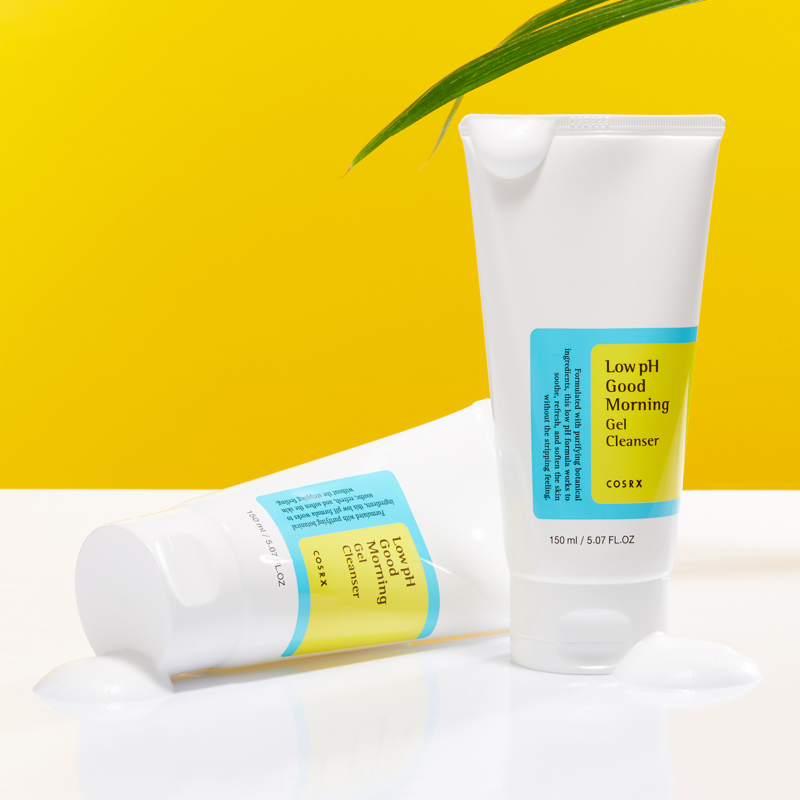 Low pH
Good
Morning
Gel
Cleanser
COSRX
Formulated with purifying botanical
ingredients, this low pH formula works to
soothe, refresh, and soften the skin
without the stripping feeling.
150 ml / 5.07 FL.OZ
Low pH
Good
Morning
Gel
Cleanser
COSRX
Formulated with purifying botanical
ingredients, this low pH formula works to
soothe, refresh, and soften the skin
without the stripping feeling.
150 ml / 5.07 FL.OZ